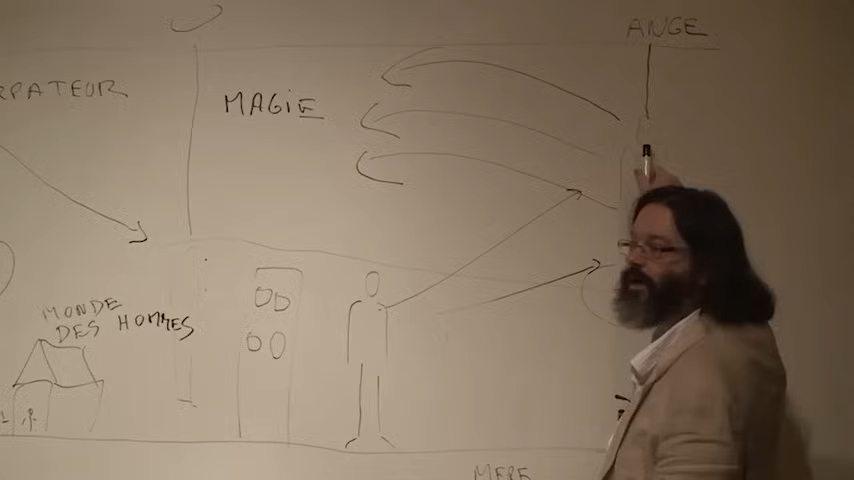 ANGE
RPATEUR
MAGIE
MONDE
DES HOMMES
MERE